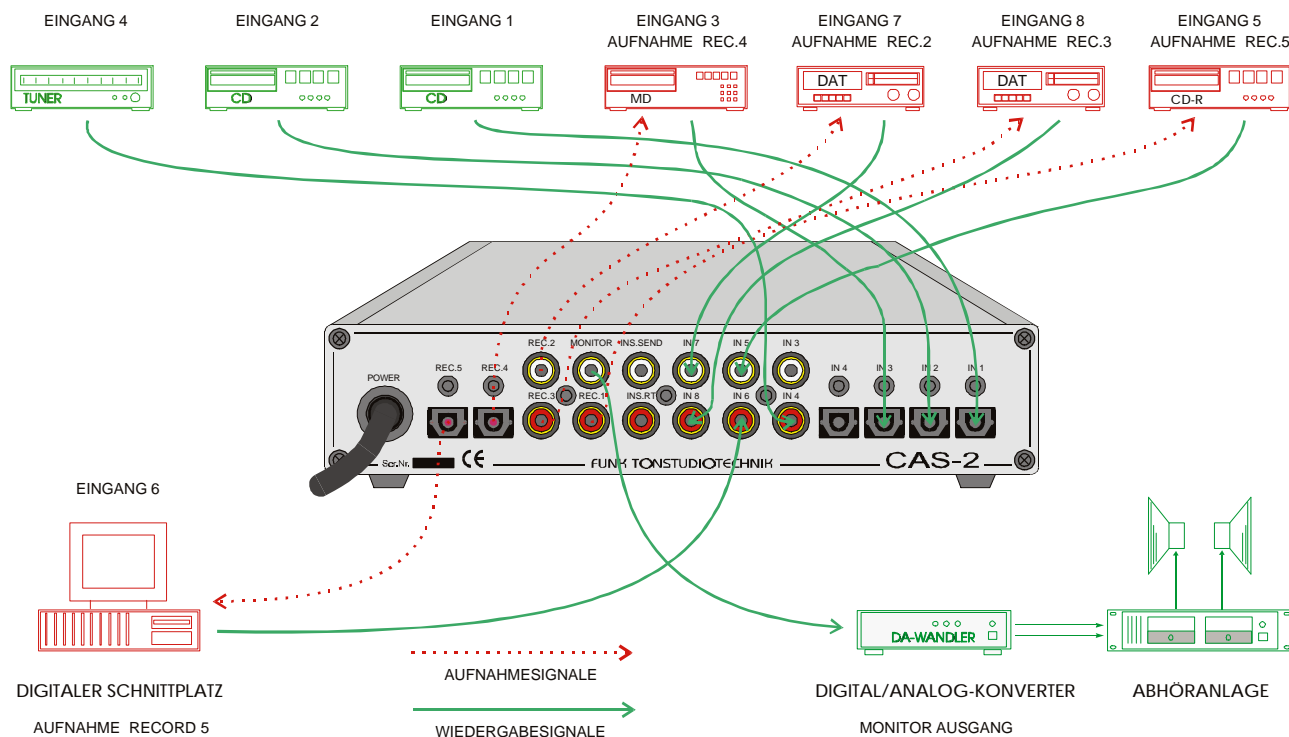 EINGANG 4
EINGANG 2
EINGANG 1
EINGANG 3
AUFNAHME REC.4
EINGANG 7
AUFNAHME REC.2
EINGANG 8
AUFNAHME REC.3
EINGANG 5
AUFNAHME REC.5
TUNER
CD
CD
MD
DAT
DAT
CD-R
POWER
REC.5
REC.4
REC.2
MONITOR
INS.SEND
IN 7
IN 5
IN 3
IN 4
IN 3
IN 2
IN 1
REC.3
REC.1
INS.RT
IN 8
IN 6
IN 4
Ser.Nr.
CE
FUNK TONSTUDIOTECHNIK
CAS-2
EINGANG 6
DIGITALER SCHNITTPLATZ
AUFNAHME RECORD 5
AUFNAHMESIGNALE
WIEDERGABESIGNALE
DA-WANDLER
DIGITAL/ANALOG-KONVERTER
MONITOR AUSGANG
ABHÖRANLAGE